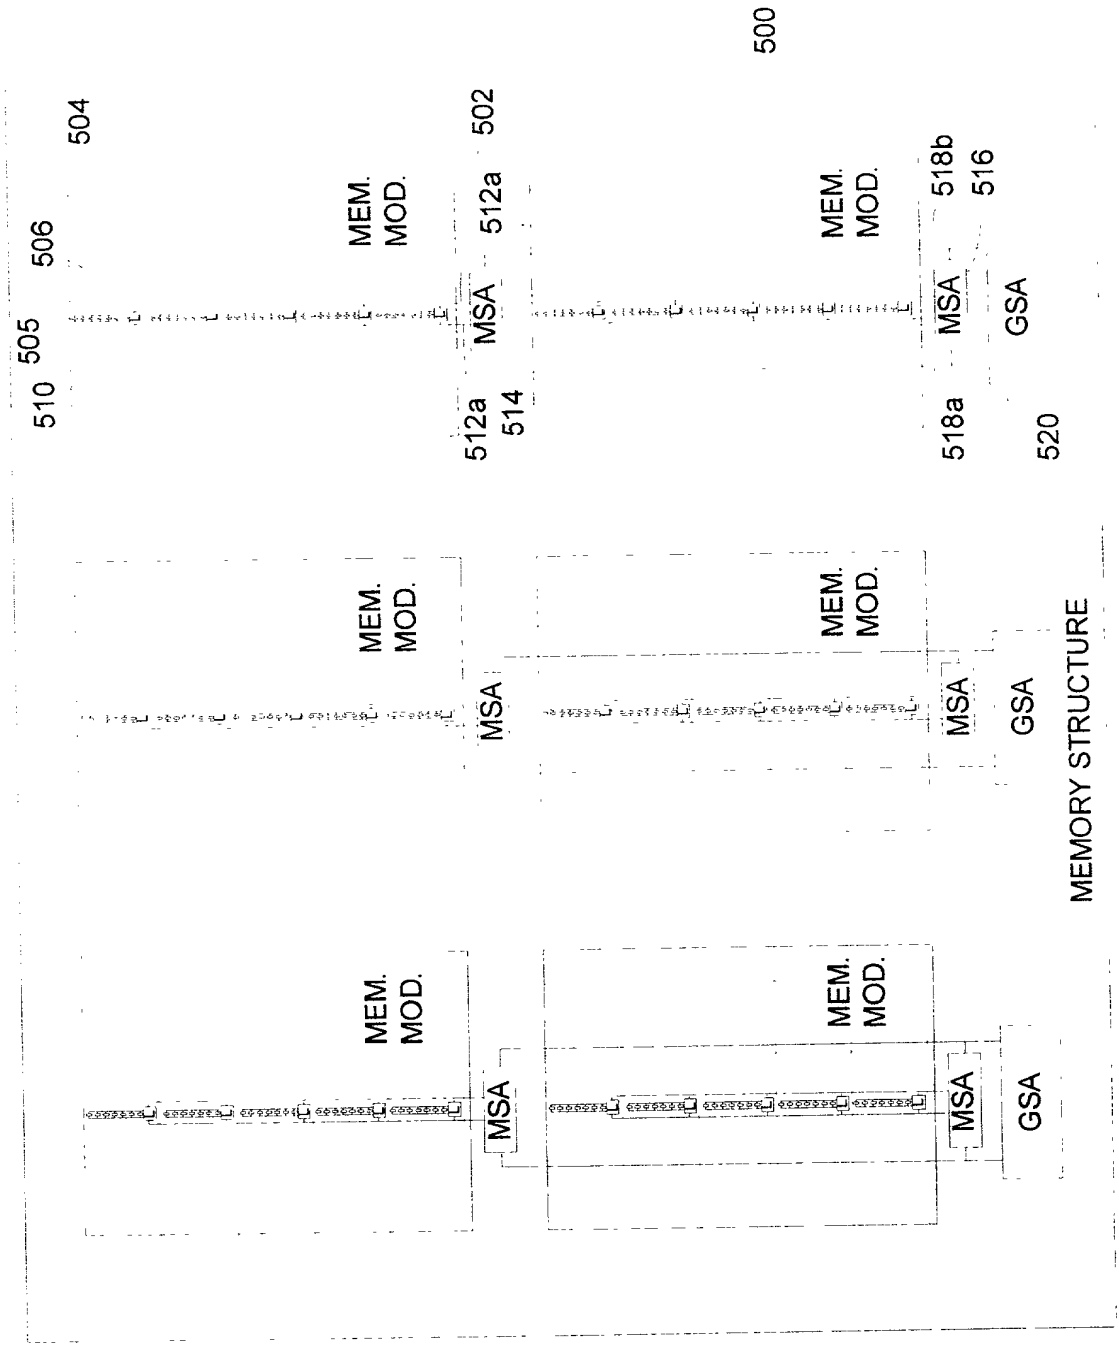 510
505
506
504
MEM.
MOD.
MEM.
MOD.
MEM.
MOD.
MSA
MSA
512a
514
MSA
512a
502
MEM.
MOD.
MEM.
MOD.
MEM.
MOD.
500
MSA
MSA
518a
MSA
518b
516
GSA
GSA
GSA
520
MEMORY STRUCTURE